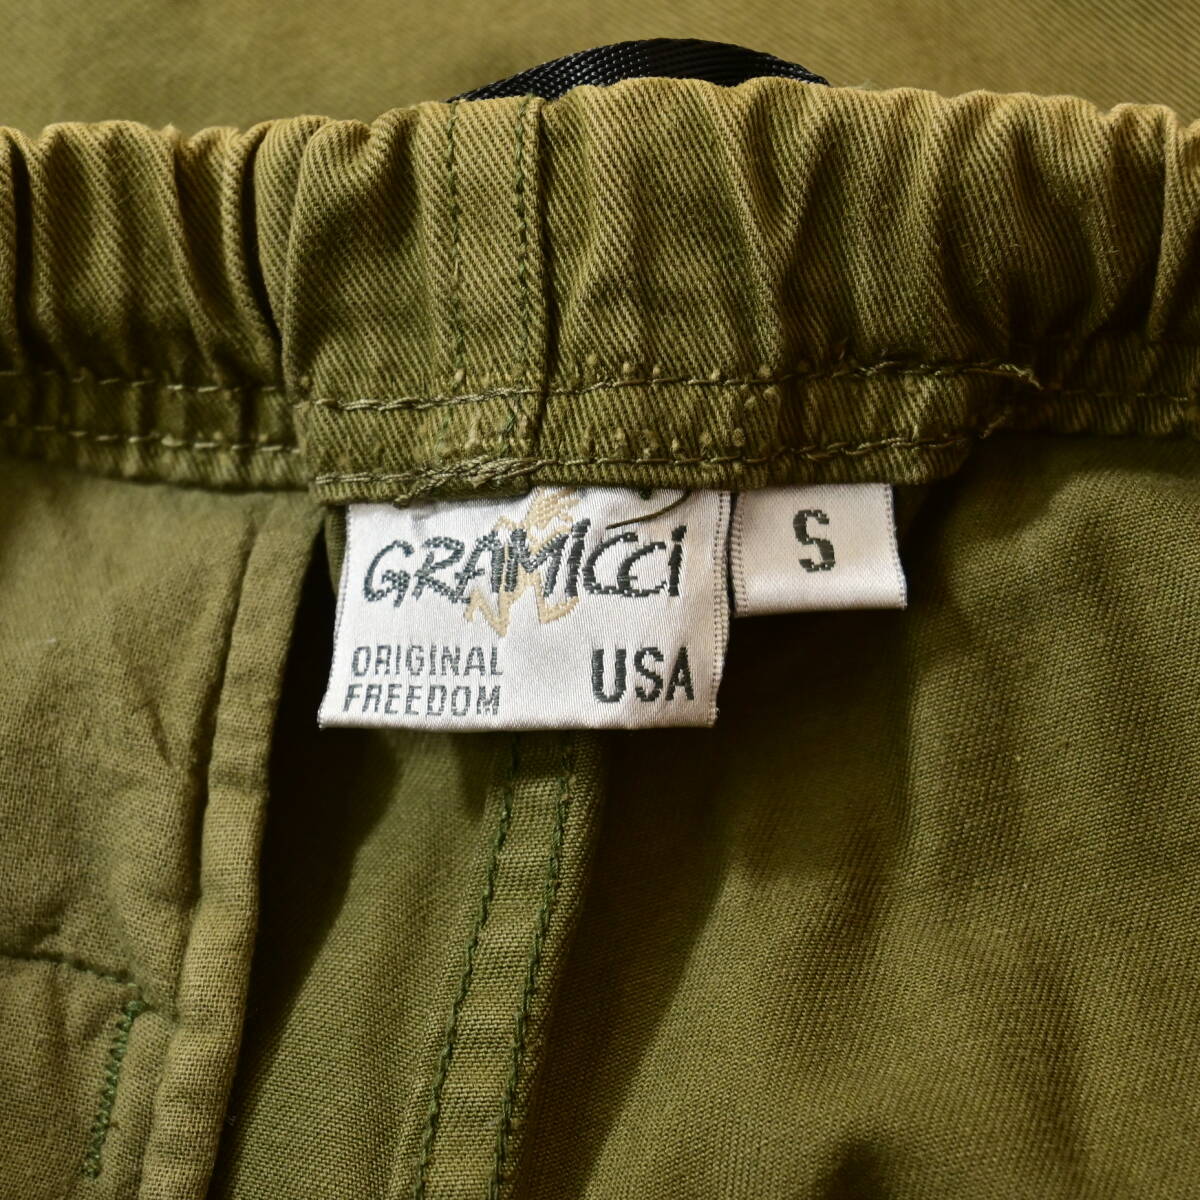 GRAMICCi
ORIGINAL
FREEDOM
USA
S